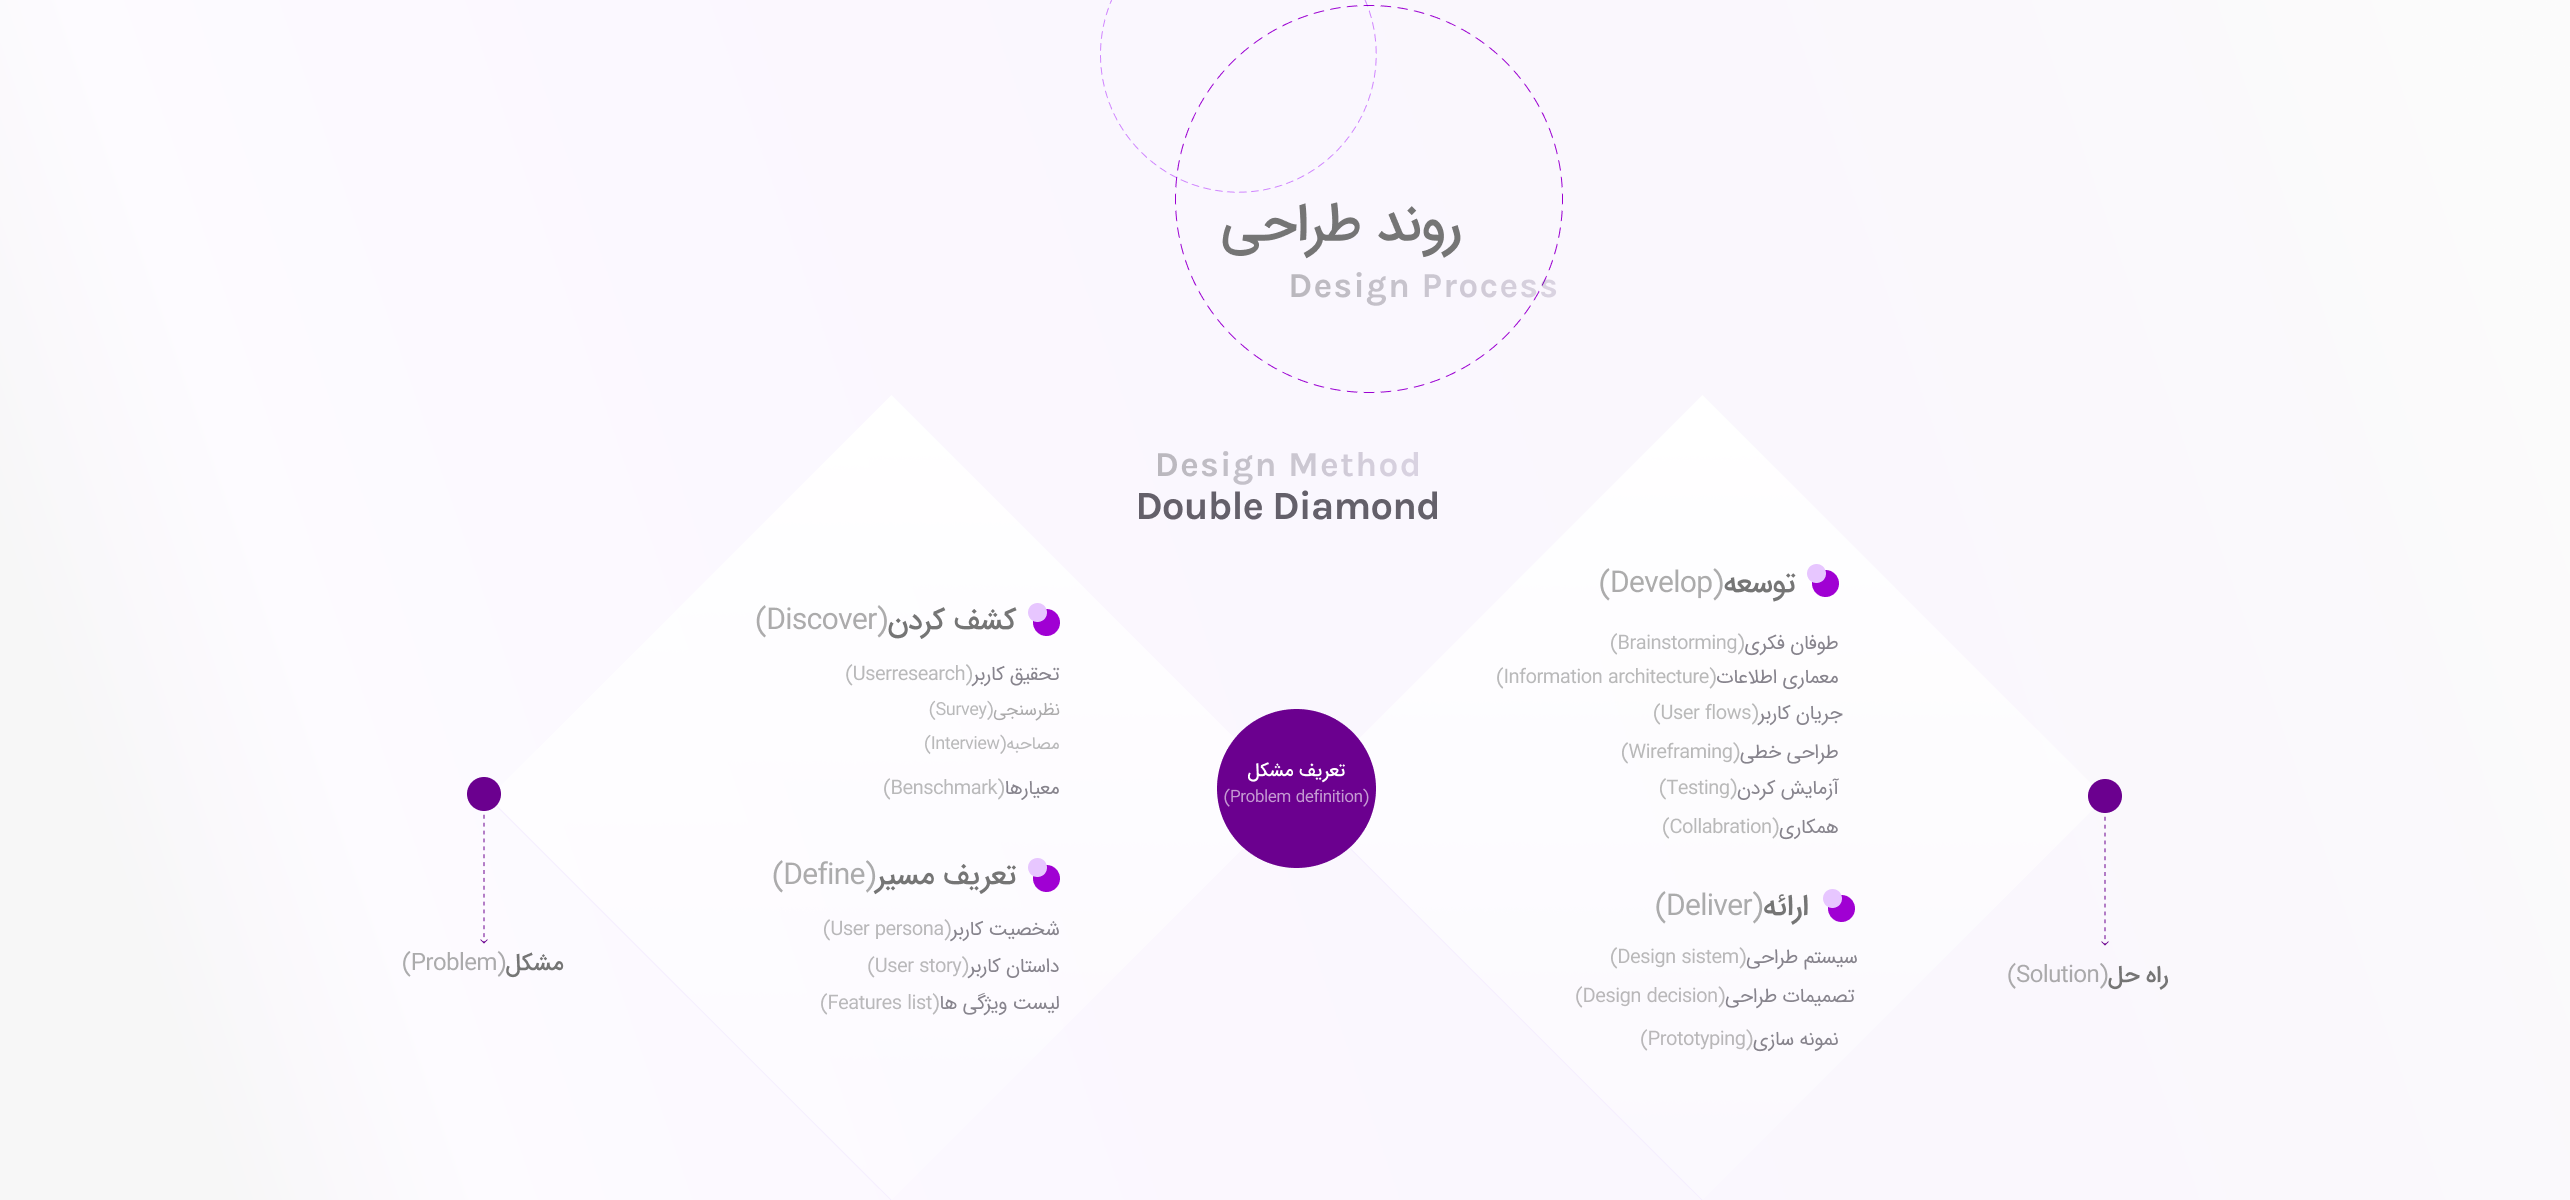 روند طراحی
Design Process
Design Method
Double Diamond
کشف کردن(Discover)
تحقیق کاربر(Userresearch)
نظرسنجی(Survey)
مصاحبه(Interview)
معیارها(Benschmark)
تعریف مسیر(Define)
شخصیت کاربر(User persona)
داستان کاربر(User story)
لیست ویژگی ها(Features list)
مشکل(Problem)
تعریف مشکل
(Problem definition)
توسعه(Develop)
طوفان فکری(Brainstorming)
معماری اطلاعات(Information architecture)
جریان کاربر(User flows)
طراحی خطی(Wireframing)
آزمایش کردن(Testing)
همکاری(Collabration)
ارائه(Deliver)
سیستم طراحی(Design sistem)
تصمیمات طراحی(Design decision)
نمونه سازی(Prototyping)
راه حل(Solution)